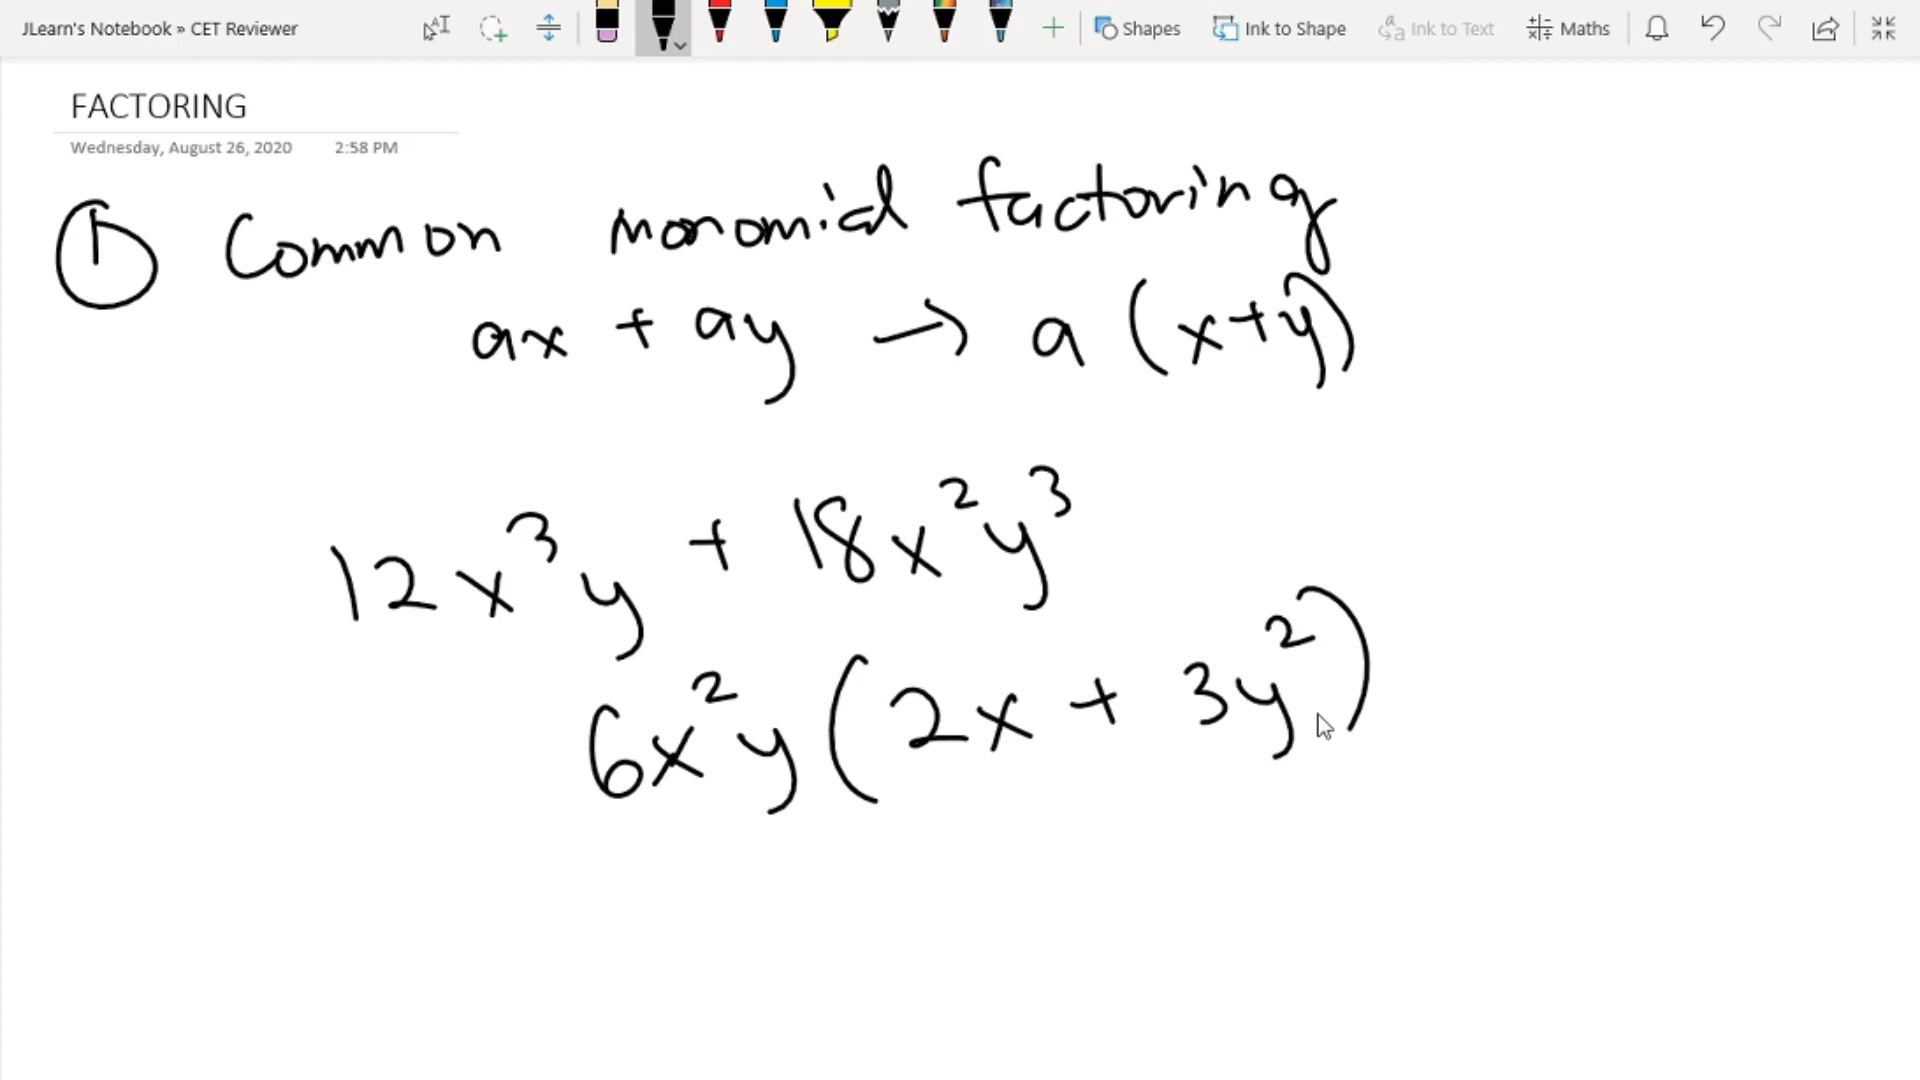 JLearn's Notebook » CET Reviewer Shapes Ink to Shape Ink to Text Maths
FACTORING
Wednesday, August 26, 2020 2:58 PM
① Common monomial factoring
ax + ay → a (x+y)
12x³y + 18x²y³
6x²y(2x + 3y²)